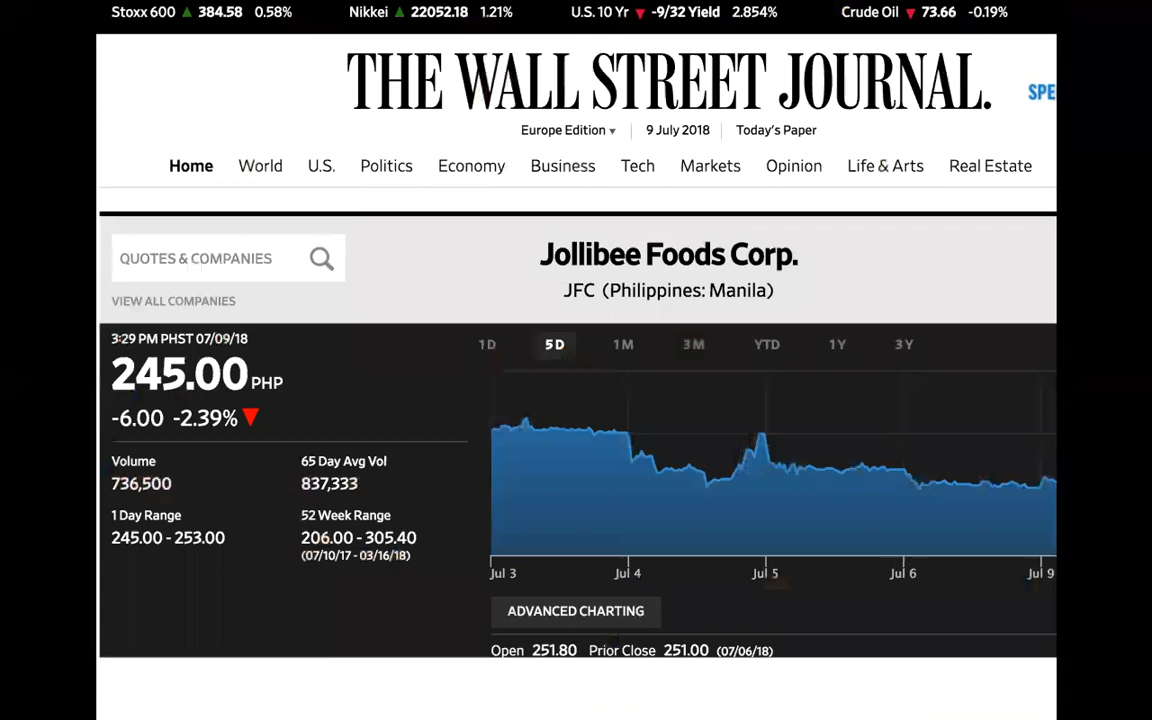 Stoxx 600 ▲ 384.58 0.58% Nikkei ▲ 22052.18 1.21% U.S. 10 Yr ▼ -9/32 Yield 2.854% Crude Oil ▼ 73.66 -0.19%
THE WALL STREET JOURNAL.
SPE
Europe Edition ▾ 9 July 2018 Today's Paper
Home World U.S. Politics Economy Business Tech Markets Opinion Life & Arts Real Estate
QUOTES & COMPANIES
VIEW ALL COMPANIES
Jollibee Foods Corp.
JFC (Philippines: Manila)
3:29 PM PHST 07/09/18
245.00 PHP
-6.00 -2.39% ▼
Volume 65 Day Avg Vol
736,500 837,333
1 Day Range 52 Week Range
245.00 - 253.00 206.00 - 305.40
(07/10/17 - 03/16/18)
1D 5D 1M 3M YTD 1Y 3Y
Jul 3 Jul 4 Jul 5 Jul 6 Jul 9
ADVANCED CHARTING
Open 251.80 Prior Close 251.00 (07/06/18)